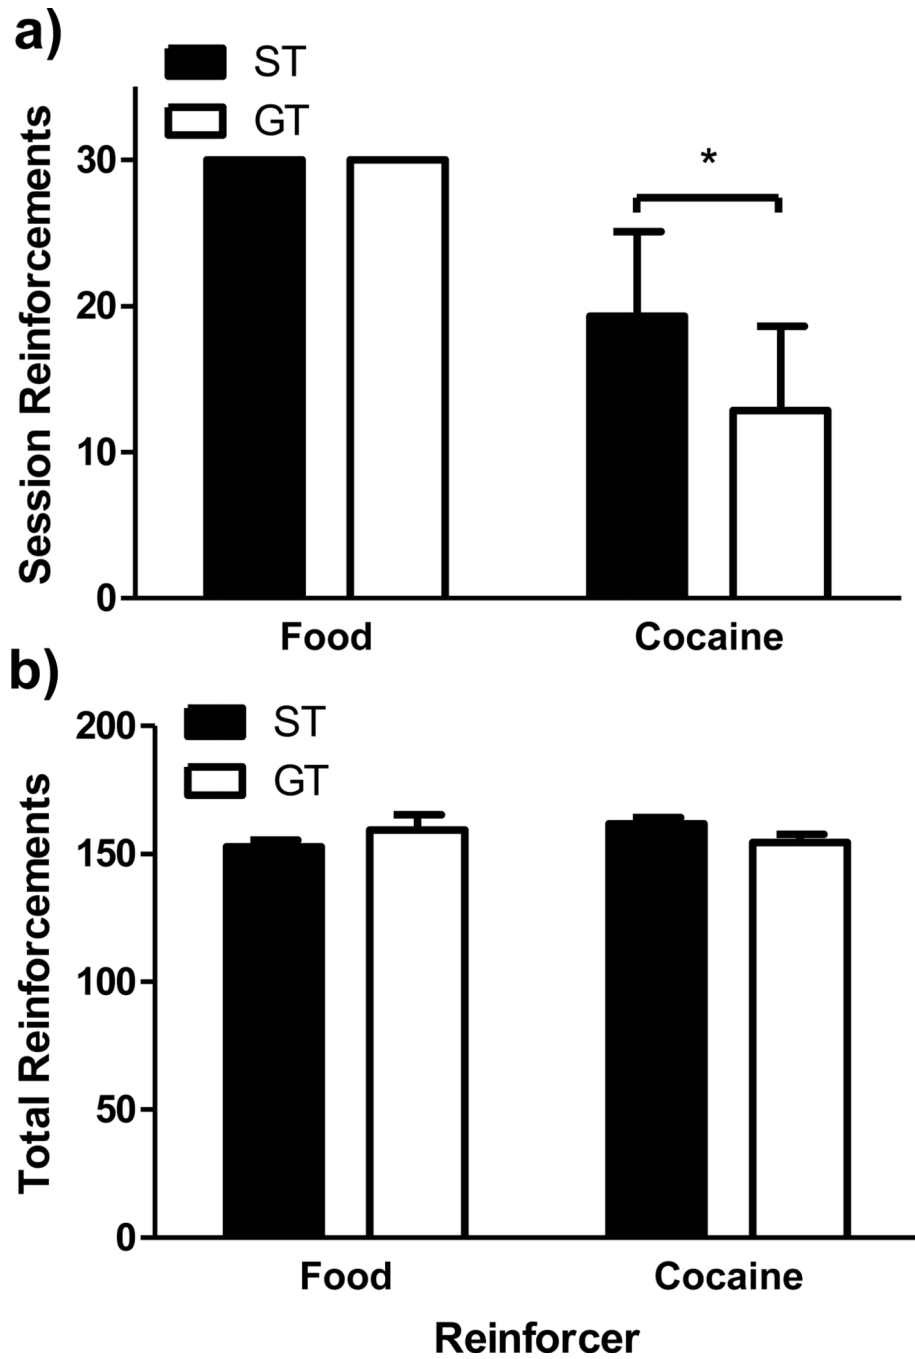 a)
ST
GT
Session Reinforcements
30
20
10
0
*
Food Cocaine
b)
ST
GT
Total Reinforcements
200
150
100
50
0
Food Cocaine
Reinforcer